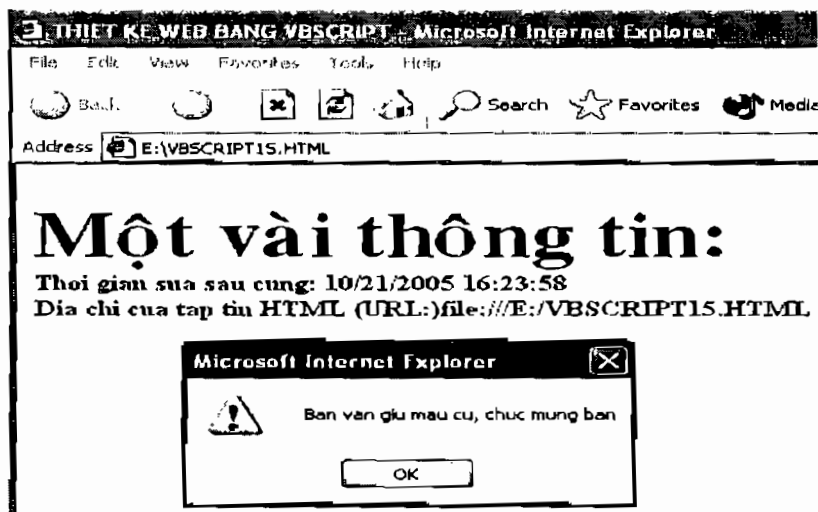 THIET KE WEB BANG VBSCRIPT - Microsoft Internet Explorer
File Edit View Favorites Tools Help
Back Search Favorites Media
Address E:\VBSCRIPT15.HTML
Một vài thông tin:
Thoi gian sua sau cung: 10/21/2005 16:23:58
Dia chi cua tap tin HTML (URL:)file:///E:/VBSCRIPT15.HTML
Microsoft Internet Explorer
Ban van giu mau cu, chuc mung ban
OK